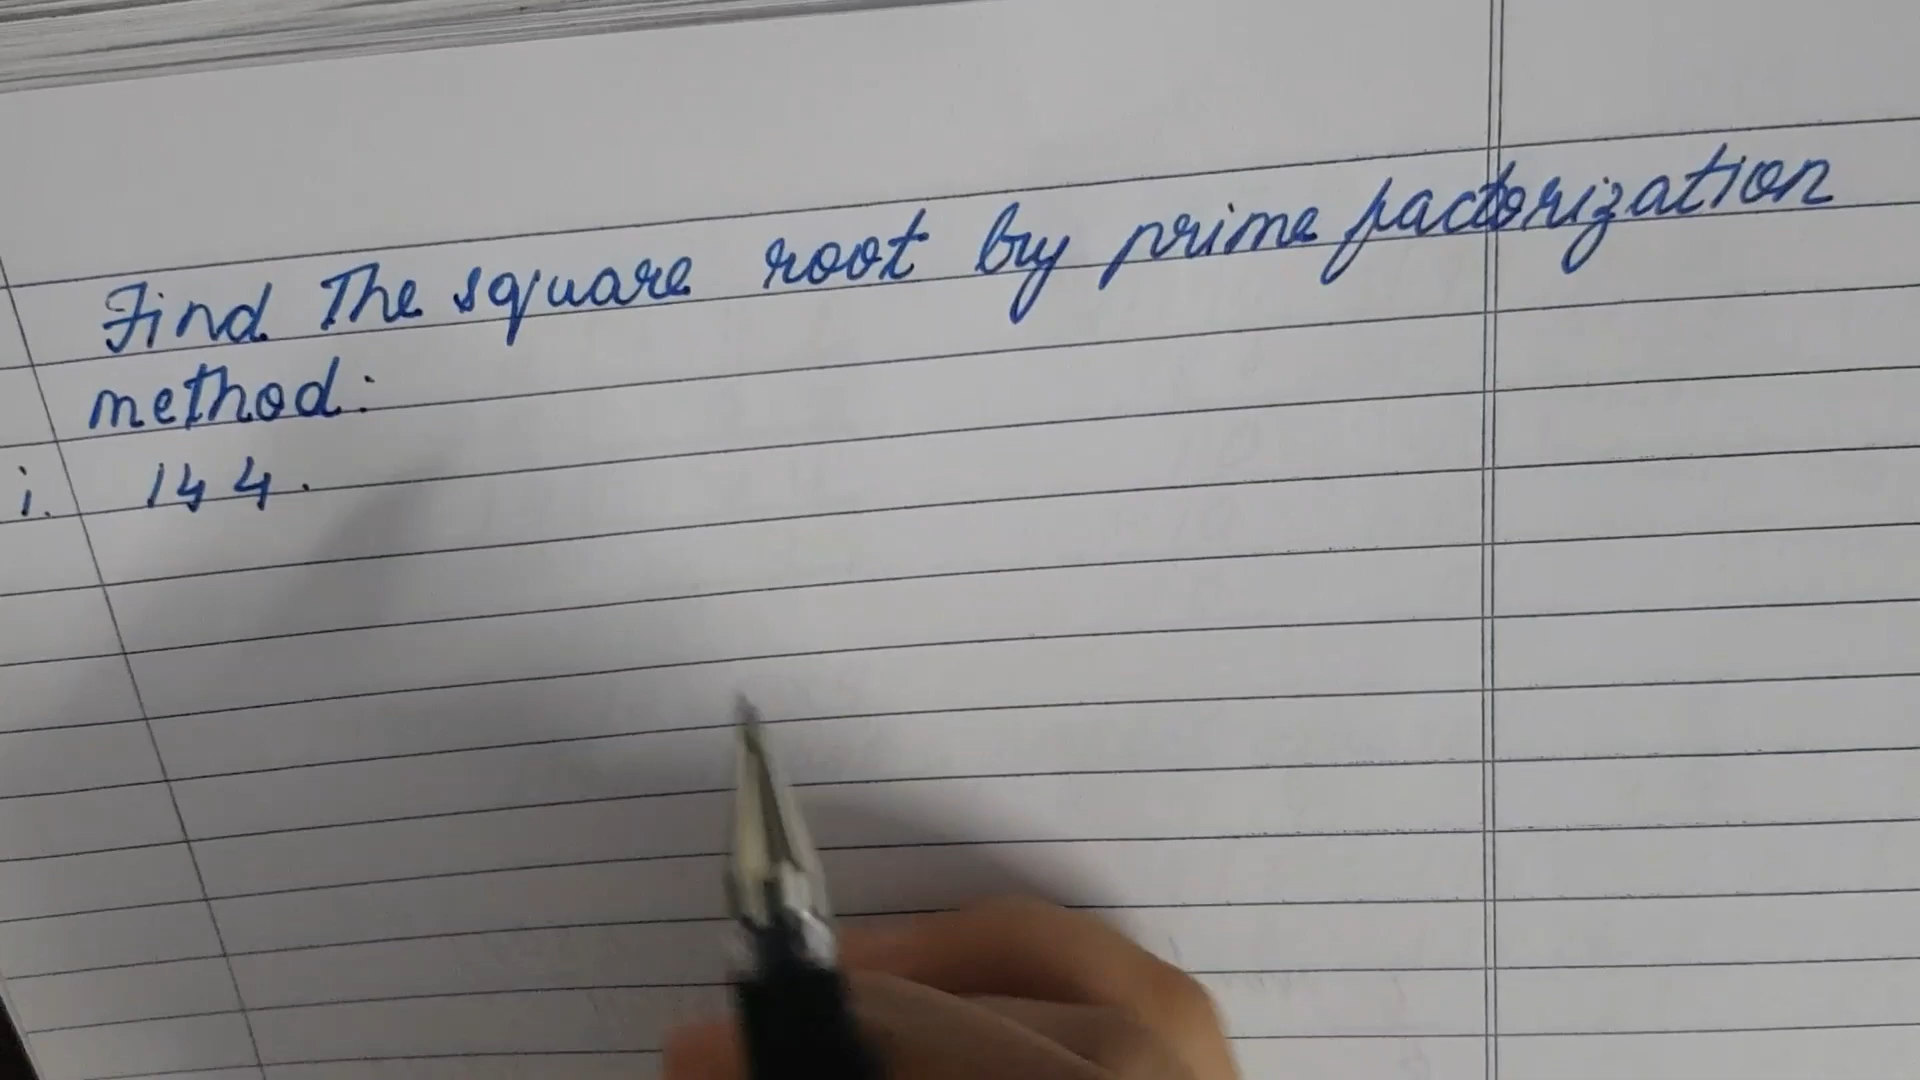 Find The square root by prime factorization
method:
i. 144.